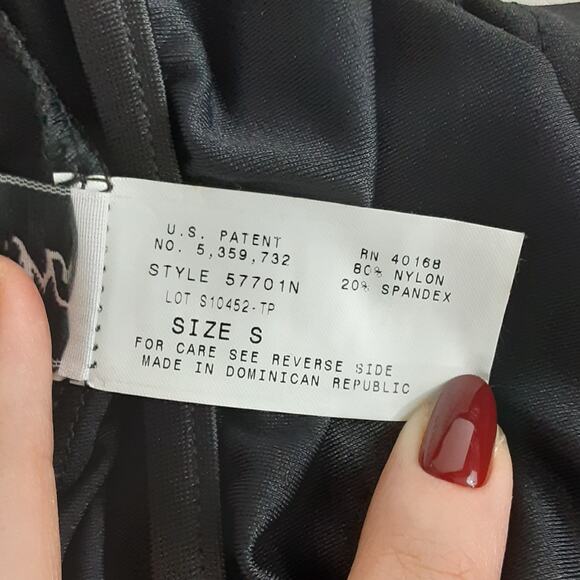 U.S. PATENT
NO. 5,359,732
STYLE 57701N
LOT S10452-TP
SIZE S
RN 40168
80% NYLON
20% SPANDEX
FOR CARE SEE REVERSE SIDE
MADE IN DOMINICAN REPUBLIC